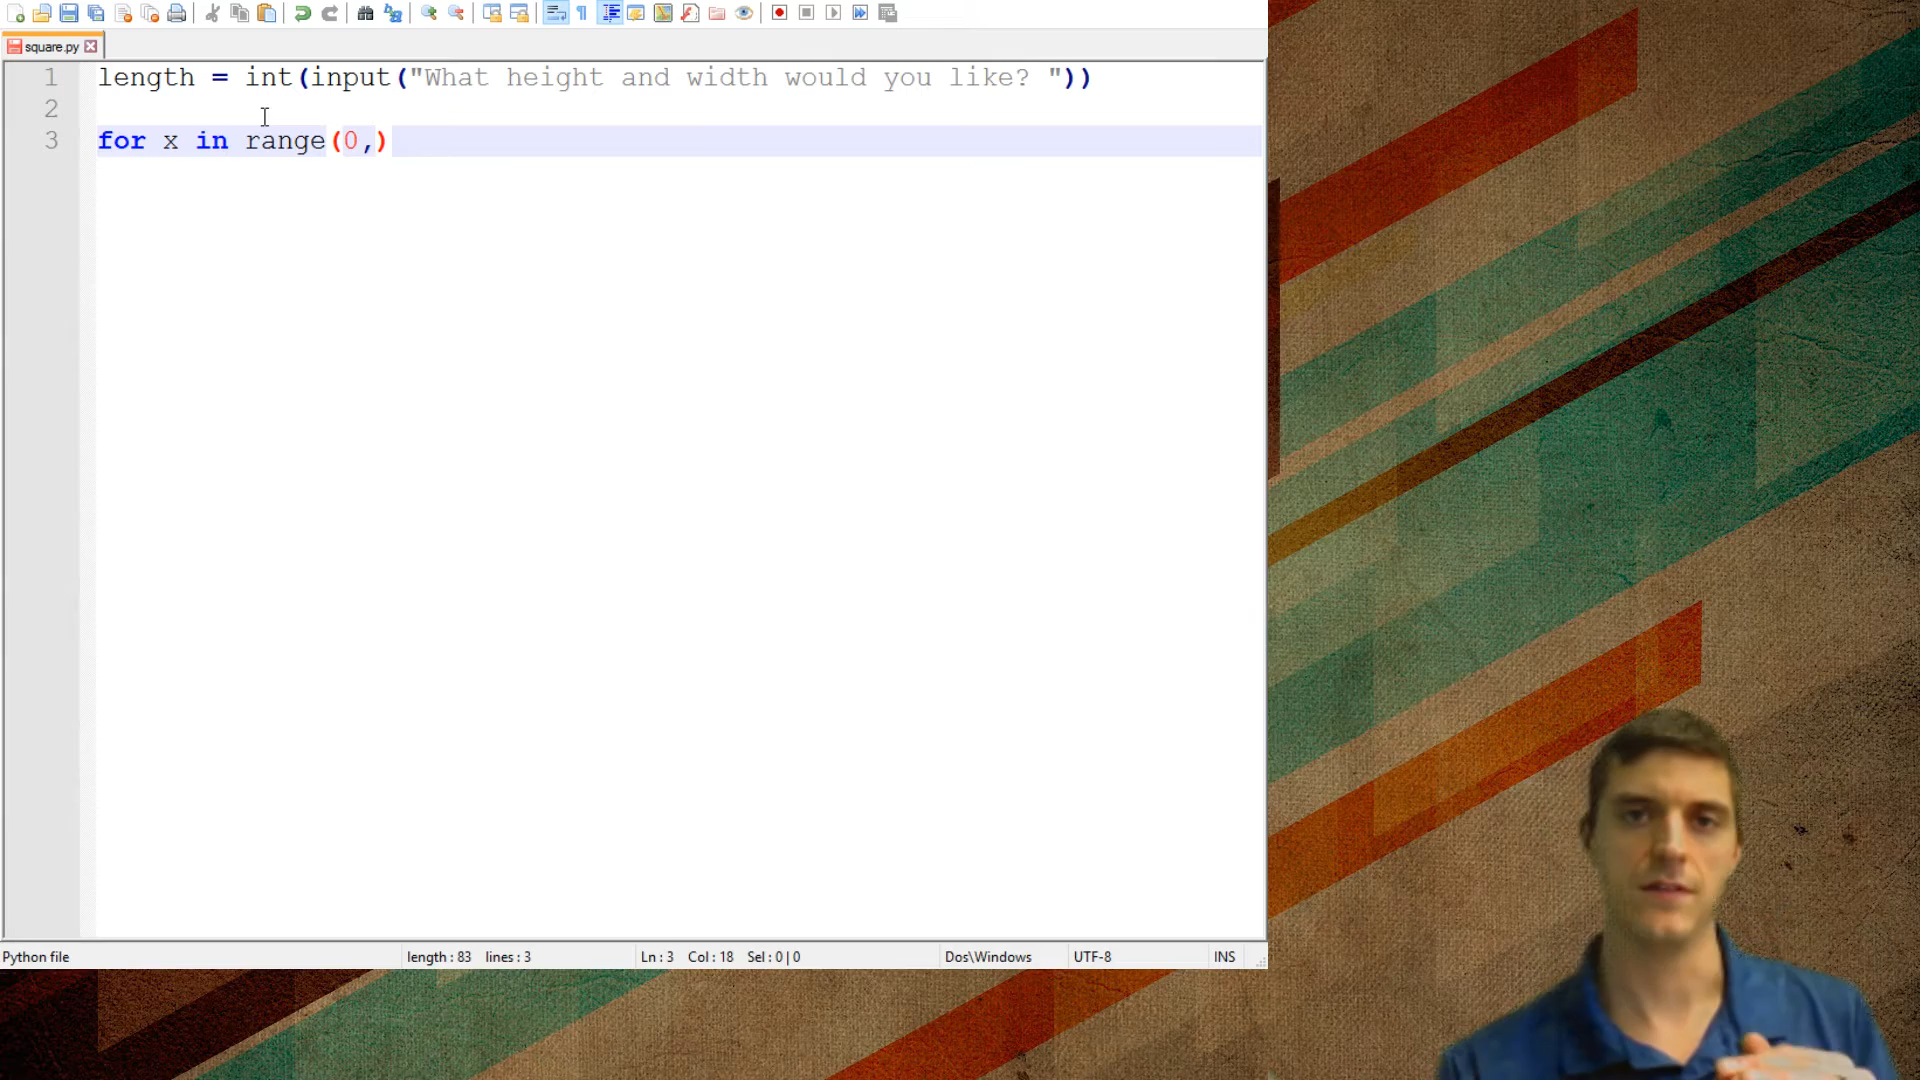 square.py
1 length = int(input("What height and width would you like? "))
2
3 for x in range(0,)
Python file length : 83 lines : 3 Ln : 3 Col : 18 Sel : 0 | 0 Dos\Windows UTF-8 INS